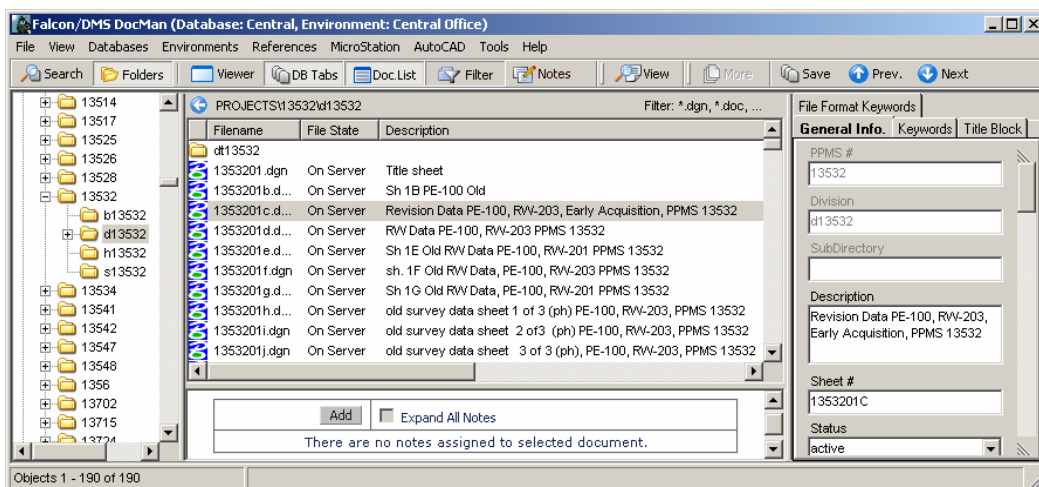 Falcon/DMS DocMan (Database: Central, Environment: Central Office)
File View Databases Environments References MicroStation AutoCAD Tools Help
Search Folders Viewer DB Tabs Doc.List Filter Notes View More Save Prev. Next
13514
13517
13525
13526
13528
13532
b13532
d13532
h13532
s13532
13534
13541
13542
13547
13548
1356
13702
13715
13724
PROJECTS\13532\d13532 Filter: *.dgn, *.doc, ...
Filename File State Description
dt13532
1353201.dgn On Server Title sheet
1353201b.d... On Server Sh 1B PE-100 Old
1353201c.d... On Server Revision Data PE-100, RW-203, Early Acquisition, PPMS 13532
1353201d.d... On Server RW Data PE-100, RW-203 PPMS 13532
1353201e.d... On Server Sh 1E Old RW Data PE-100, RW-201 PPMS 13532
1353201f.dgn On Server sh. 1F Old RW Data, PE-100, RW-203 PPMS 13532
1353201g.d... On Server Sh 1G Old RW Data, PE-100, RW-201 PPMS 13532
1353201h.d... On Server old survey data sheet 1 of 3 (ph) PE-100, RW-203, PPMS 13532
1353201i.dgn On Server old survey data sheet 2 of3 (ph) PE-100, RW-203, PPMS 13532
1353201j.dgn On Server old survey data sheet 3 of 3 (ph), PE-100, RW-203, PPMS 13532
Add Expand All Notes
There are no notes assigned to selected document.
File Format Keywords
General Info. Keywords Title Block
PPMS #
13532
Division
d13532
SubDirectory
Description
Revision Data PE-100, RW-203,
Early Acquisition, PPMS 13532
Sheet #
1353201C
Status
active
Objects 1 - 190 of 190